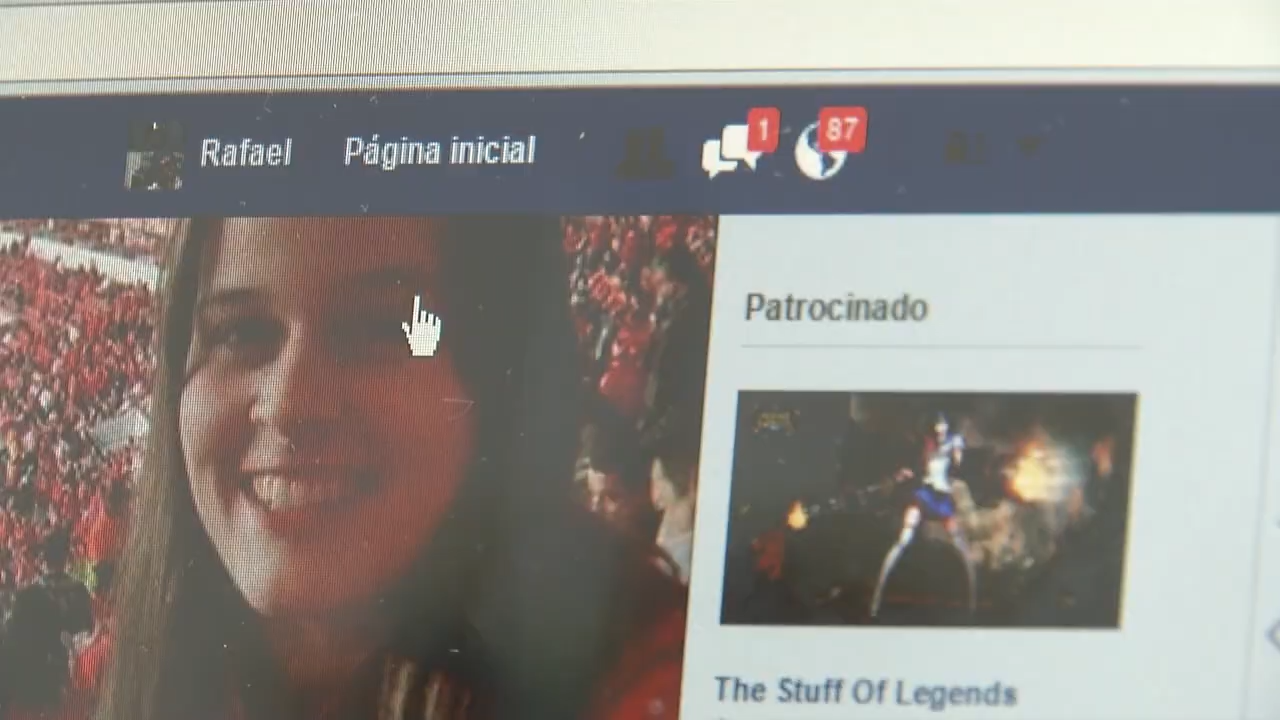 Rafael Página inicial 1 87
Patrocinado
The Stuff Of Legends